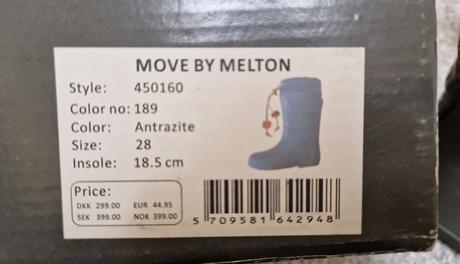 MOVE BY MELTON
Style: 450160
Color no: 189
Color: Antrazite
Size: 28
Insole: 18.5 cm
Price:
DKK 299.00 EUR 44.95
SEK 399.00 NOK 399.00
5 709581 642948